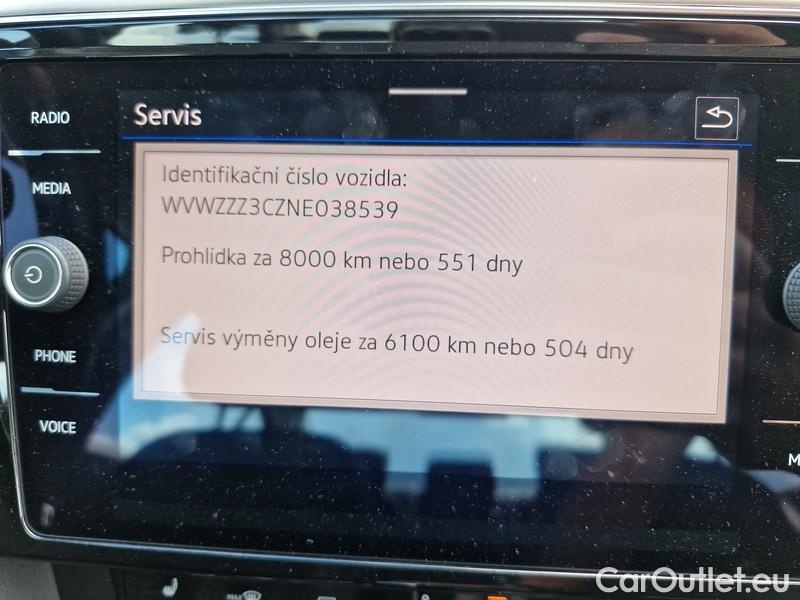 RADIO
MEDIA
PHONE
VOICE
Servis
Identifikační číslo vozidla:
WVWZZZ3CZNE038539
Prohlídka za 8000 km nebo 551 dny
Servis výměny oleje za 6100 km nebo 504 dny
MAX
CarOutlet.eu